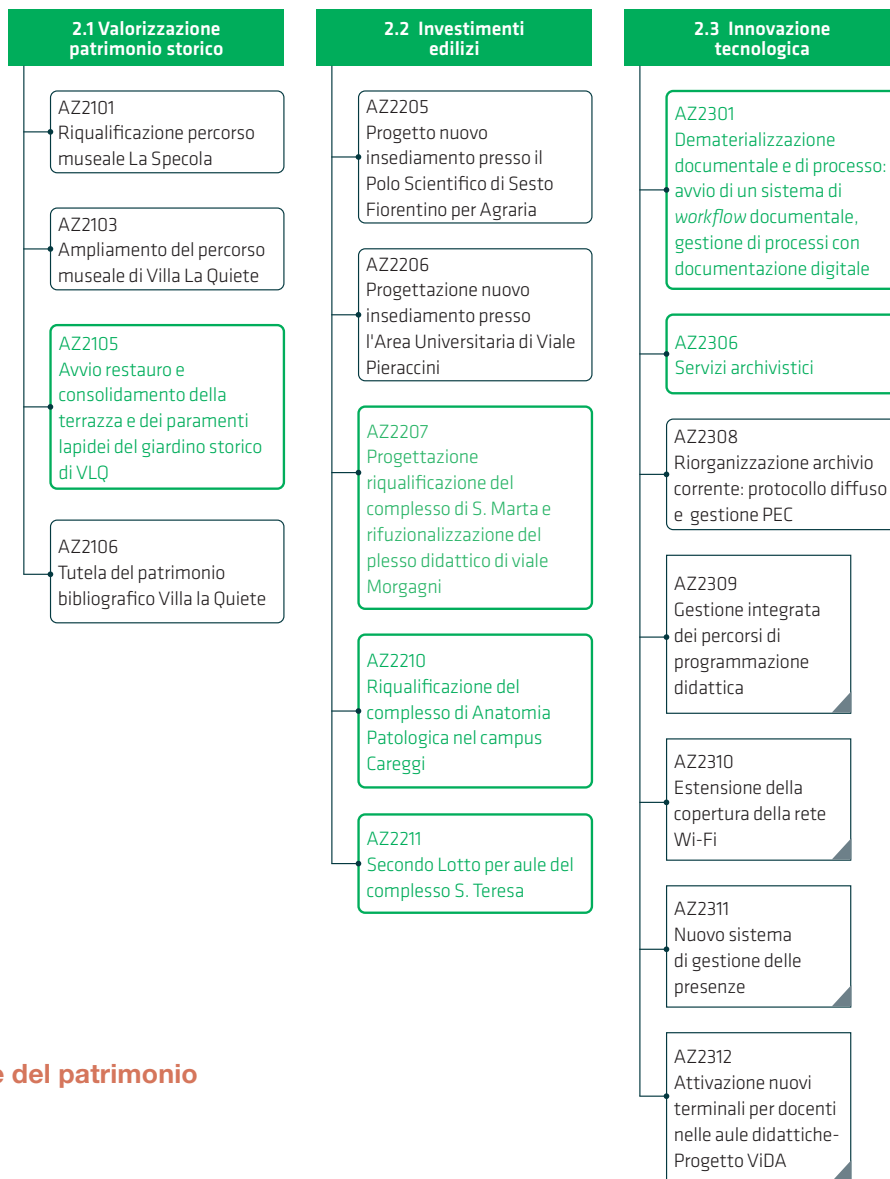 2.1 Valorizzazione
patrimonio storico
AZ2101
Riqualificazione percorso
museale La Specola
AZ2103
Ampliamento del percorso
museale di Villa La Quiete
AZ2105
Avvio restauro e
consolidamento della
terrazza e dei paramenti
lapidei del giardino storico
di VLQ
AZ2106
Tutela del patrimonio
bibliografico Villa la Quiete
2.2 Investimenti
edilizi
AZ2205
Progetto nuovo
insediamento presso il
Polo Scientifico di Sesto
Fiorentino per Agraria
AZ2206
Progettazione nuovo
insediamento presso
l'Area Universitaria di Viale
Pieraccini
AZ2207
Progettazione
riqualificazione del
complesso di S. Marta e
rifuzionalizzazione del
plesso didattico di viale
Morgagni
AZ2210
Riqualificazione del
complesso di Anatomia
Patologica nel campus
Careggi
AZ2211
Secondo Lotto per aule del
complesso S. Teresa
2.3 Innovazione
tecnologica
AZ2301
Dematerializzazione
documentale e di processo:
avvio di un sistema di
workflow documentale,
gestione di processi con
documentazione digitale
AZ2306
Servizi archivistici
AZ2308
Riorganizzazione archivio
corrente: protocollo diffuso
e gestione PEC
AZ2309
Gestione integrata
dei percorsi di
programmazione
didattica
AZ2310
Estensione della
copertura della rete
Wi-Fi
AZ2311
Nuovo sistema
di gestione delle
presenze
AZ2312
Attivazione nuovi
terminali per docenti
nelle aule didattiche-
Progetto ViDA
e del patrimonio